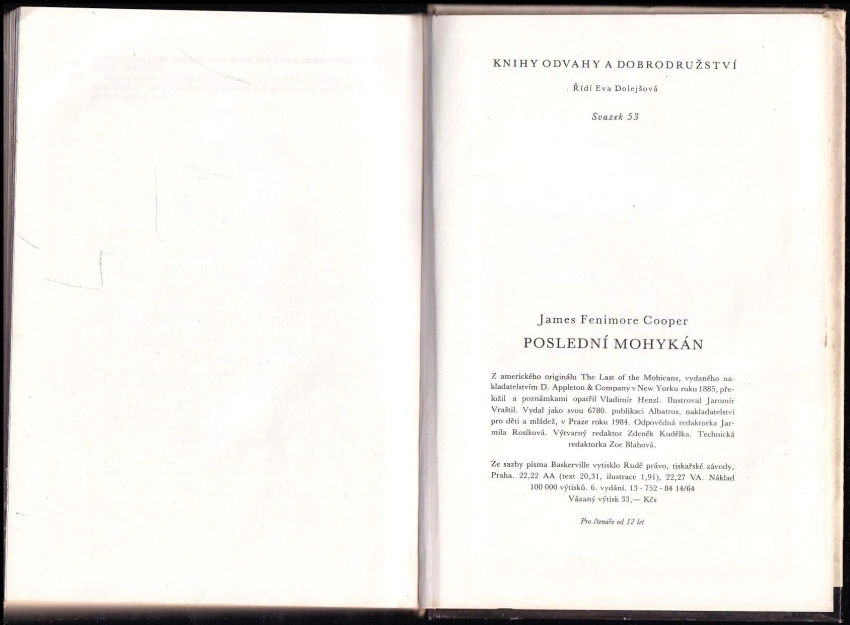 KNIHY ODVAHY A DOBRODRUŽSTVÍ
Řídí Eva Dolejšová
Svazek 53
James Fenimore Cooper
POSLEDNÍ MOHYKÁN
Z amerického originálu The Last of the Mohicans, vydaného na-
kladatelstvím D. Appleton & Company v New Yorku roku 1885, pře-
ložil a poznámkami opatřil Vladimír Henzl. Ilustroval Jaromír
Vraštil. Vydal jako svou 6780. publikaci Albatros, nakladatelství
pro děti a mládež, v Praze roku 1984. Odpovědná redaktorka Jar-
mila Rosíková. Výtvarný redaktor Zdeněk Kudělka. Technická
redaktorka Zoe Blahová.
Ze sazby písma Baskerville vytisklo Rudé právo, tiskařské závody,
Praha. 22,22 AA (text 20,31, ilustrace 1,91), 22,27 VA. Náklad
100 000 výtisků. 6. vydání. 13 - 752 - 84 14/64
Vázaný výtisk 33,— Kčs
Pro čtenáře od 12 let